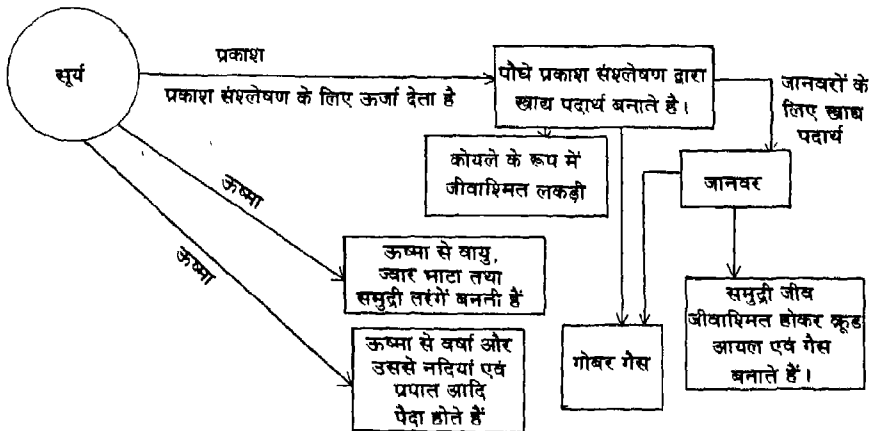 सूर्य
प्रकाश
प्रकाश संश्लेषण के लिए ऊर्जा देता है
पौघे प्रकाश संश्लेषण द्वारा
खाद्य पदार्थ बनाते है।
जानवरों के
लिए खाद्य
पदार्थ
कोयले के रूप में
जीवाश्मित लकड़ी
जानवर
ऊष्मा
ऊष्मा
ऊष्मा से वायु,
ज्वार भाटा तथा
समुद्री तरंगें बनती हैं
समुद्री जीव
जीवाश्मित होकर क्रूड
आयल एवं गैस
बनाते हैं।
ऊष्मा से वर्षा और
उससे नदियां एवं
प्रपात आदि
पैदा होते हैं
गोबर गैस